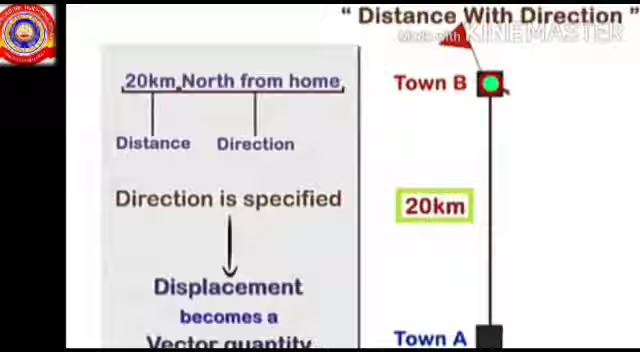 “ Distance With Direction ”
Made with KINEMASTER
20km, North from home,
Distance Direction
Direction is specified
Displacement
becomes a
Vector quantity
Town B
20km
Town A